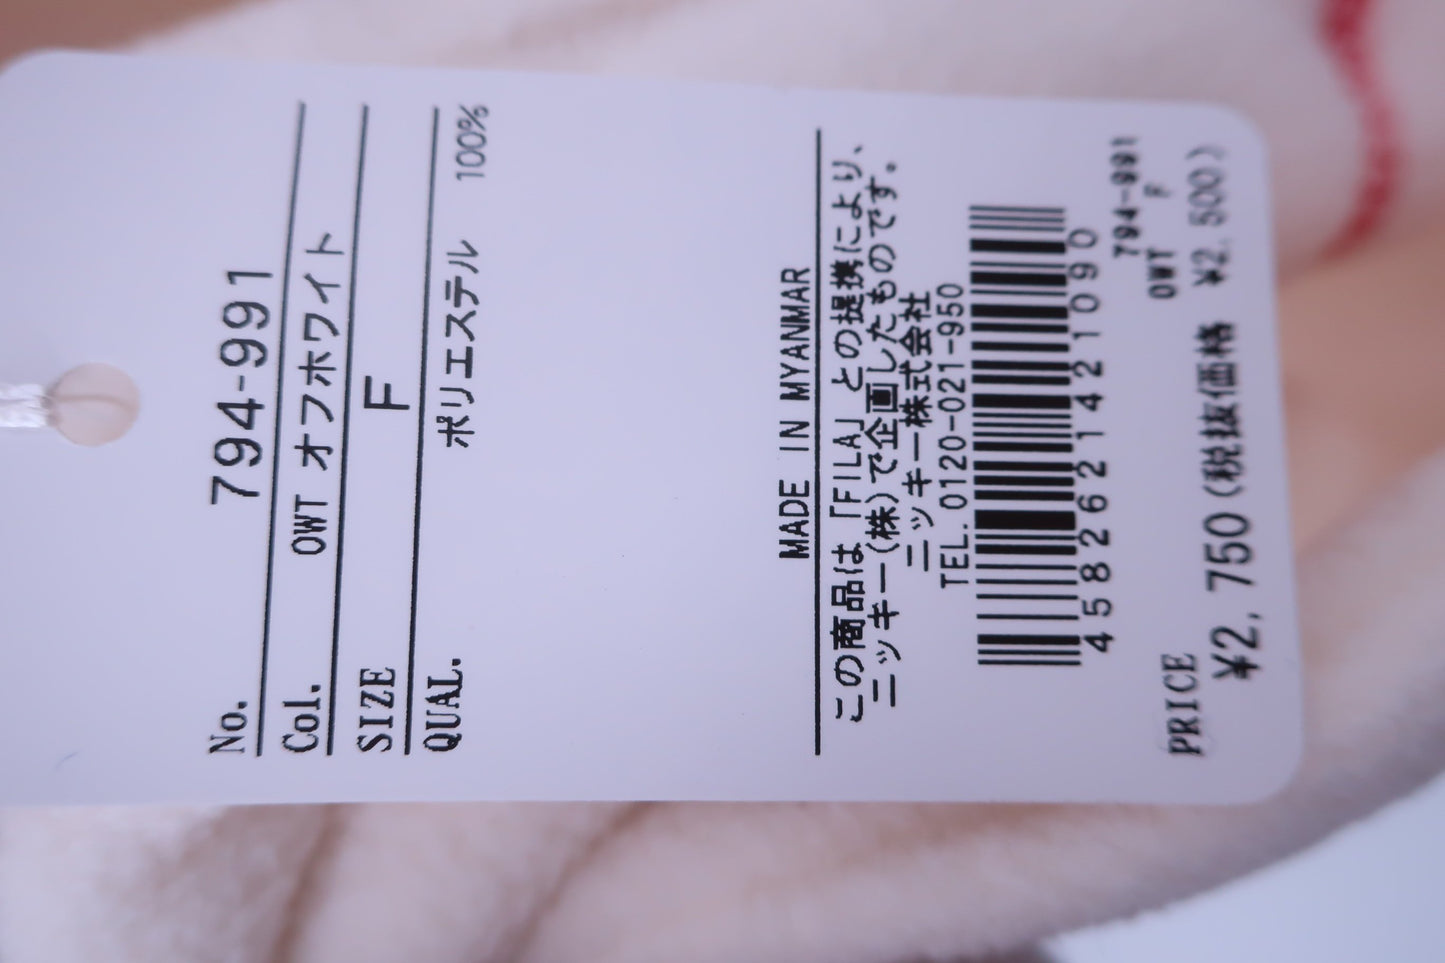 No. 794-991
Col. OWT オフホワイト
SIZE F
QUAL. ポリエステル 100%
MADE IN MYANMAR
この商品は「FILA」との提携により、
ニッキー(株)で企画したものです。
ニッキー株式会社
TEL. 0120-021-950
4582621421090
794-991
OWT F
PRICE
¥2,750(税抜価格 ¥2,500)